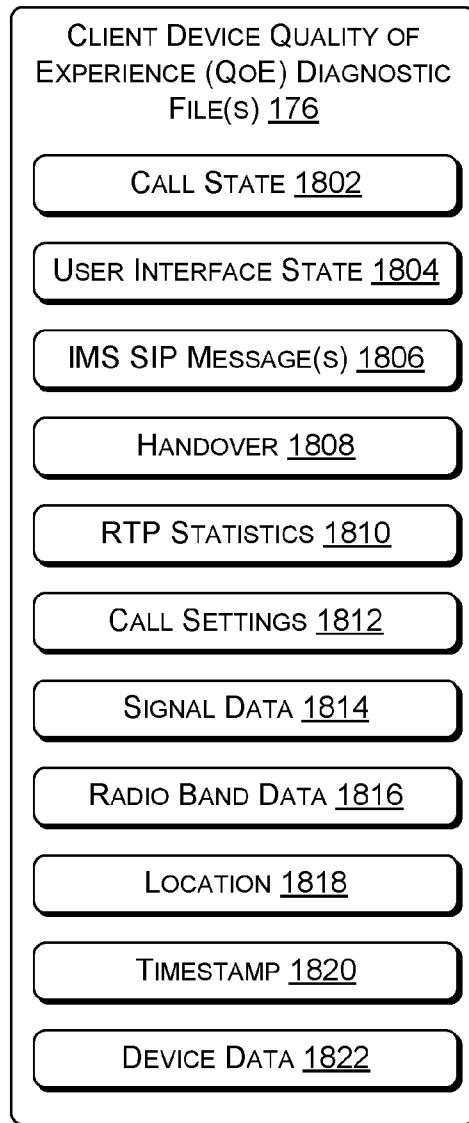 CLIENT DEVICE QUALITY OF
EXPERIENCE (QOE) DIAGNOSTIC
FILE(S) 176
CALL STATE 1802
USER INTERFACE STATE 1804
IMS SIP MESSAGE(S) 1806
HANDOVER 1808
RTP STATISTICS 1810
CALL SETTINGS 1812
SIGNAL DATA 1814
RADIO BAND DATA 1816
LOCATION 1818
TIMESTAMP 1820
DEVICE DATA 1822